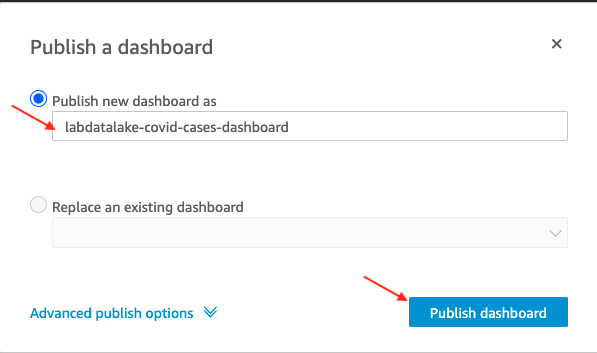 Publish a dashboard
Publish new dashboard as
labdatalake-covid-cases-dashboard
Replace an existing dashboard
Advanced publish options
Publish dashboard